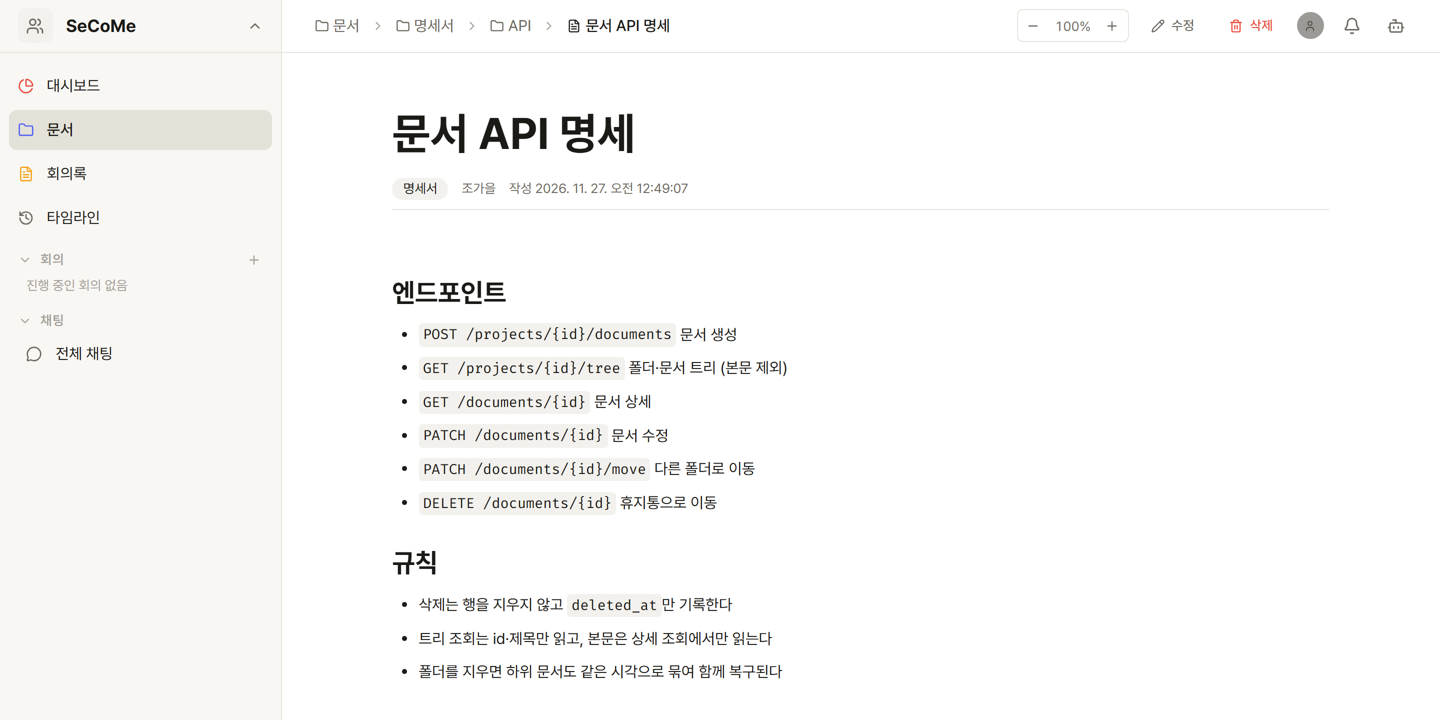 SeCoMe
문서 명세서 API 문서 API 명세
100%
수정
삭제
대시보드
문서
회의록
타임라인
회의
진행 중인 회의 없음
채팅
전체 채팅
문서 API 명세
명세서 조가을 작성 2026. 11. 27. 오전 12:49:07
엔드포인트
POST /projects/{id}/documents 문서 생성
GET /projects/{id}/tree 폴더·문서 트리 (본문 제외)
GET /documents/{id} 문서 상세
PATCH /documents/{id} 문서 수정
PATCH /documents/{id}/move 다른 폴더로 이동
DELETE /documents/{id} 휴지통으로 이동
규칙
삭제는 행을 지우지 않고 deleted_at만 기록한다
트리 조회는 id·제목만 읽고, 본문은 상세 조회에서만 읽는다
폴더를 지우면 하위 문서도 같은 시각으로 묶여 함께 복구된다